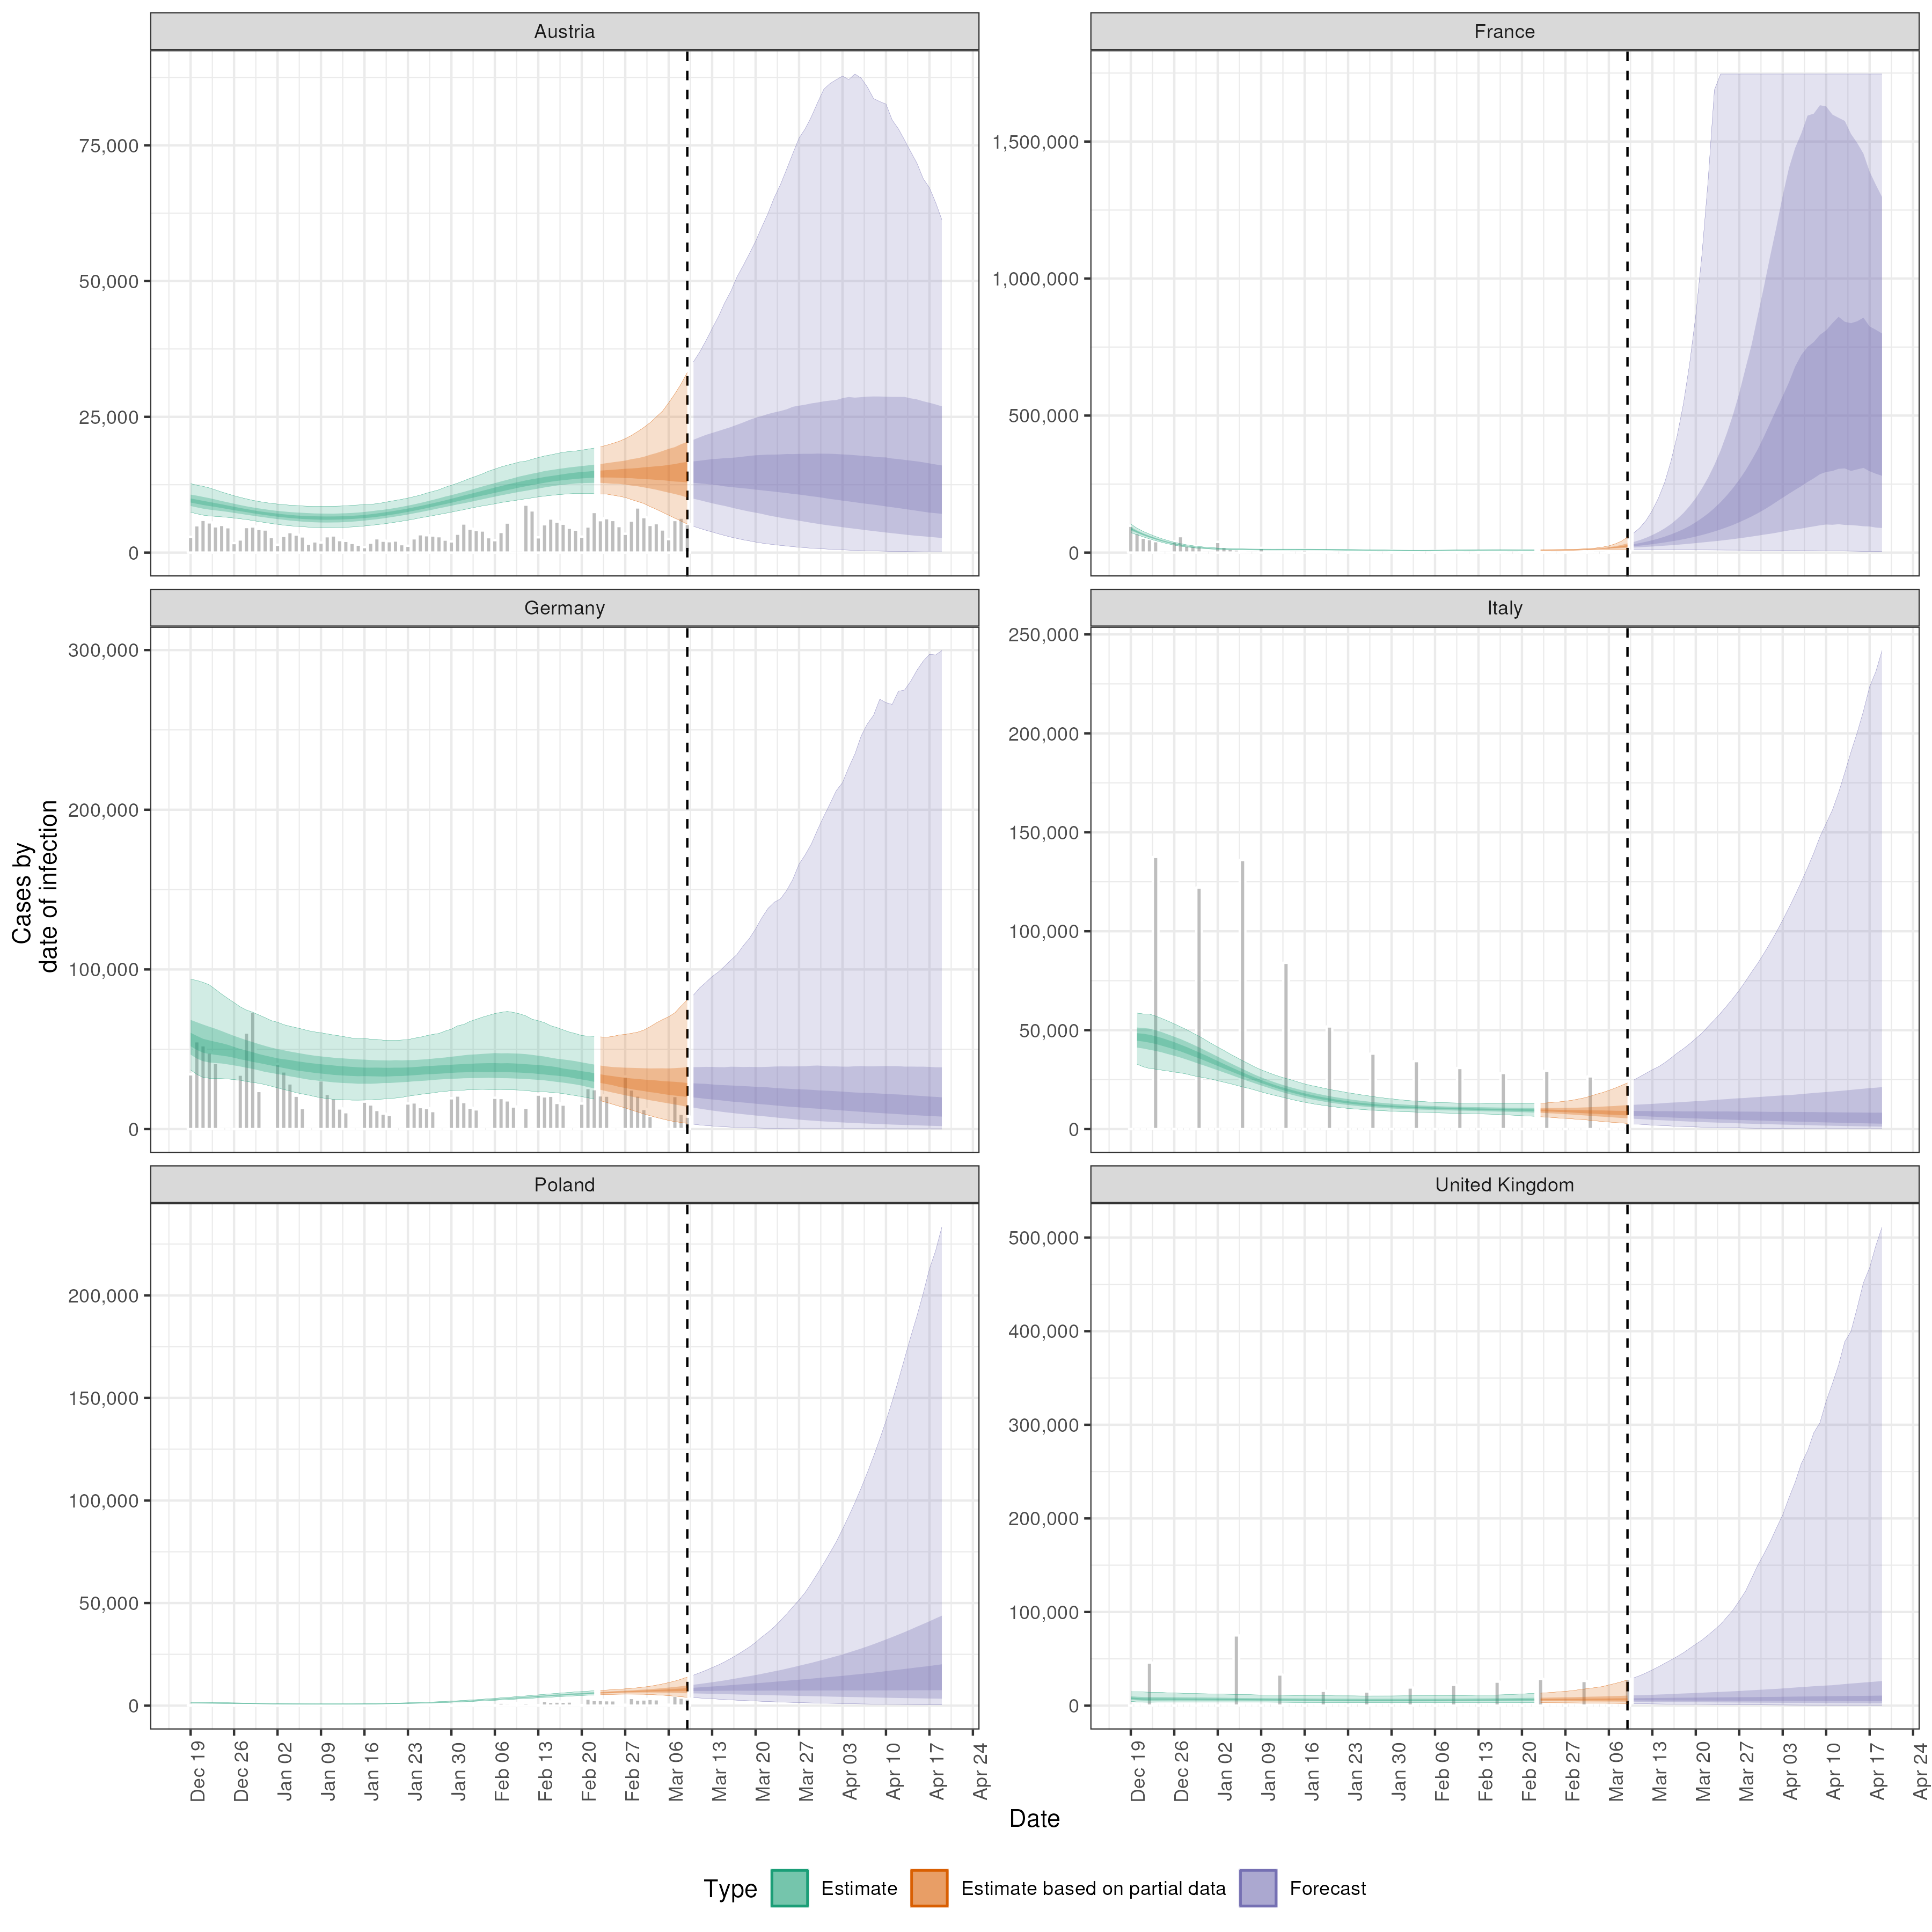 Austria
France
75,000
50,000
25,000
0
1,500,000
1,000,000
500,000
0
Germany
Italy
300,000
200,000
100,000
0
250,000
200,000
150,000
100,000
50,000
0
Poland
United Kingdom
200,000
150,000
100,000
50,000
0
500,000
400,000
300,000
200,000
100,000
0
Cases by
date of infection
Dec 19
Dec 26
Jan 02
Jan 09
Jan 16
Jan 23
Jan 30
Feb 06
Feb 13
Feb 20
Feb 27
Mar 06
Mar 13
Mar 20
Mar 27
Apr 03
Apr 10
Apr 17
Apr 24
Dec 19
Dec 26
Jan 02
Jan 09
Jan 16
Jan 23
Jan 30
Feb 06
Feb 13
Feb 20
Feb 27
Mar 06
Mar 13
Mar 20
Mar 27
Apr 03
Apr 10
Apr 17
Apr 24
Date
Type Estimate Estimate based on partial data Forecast